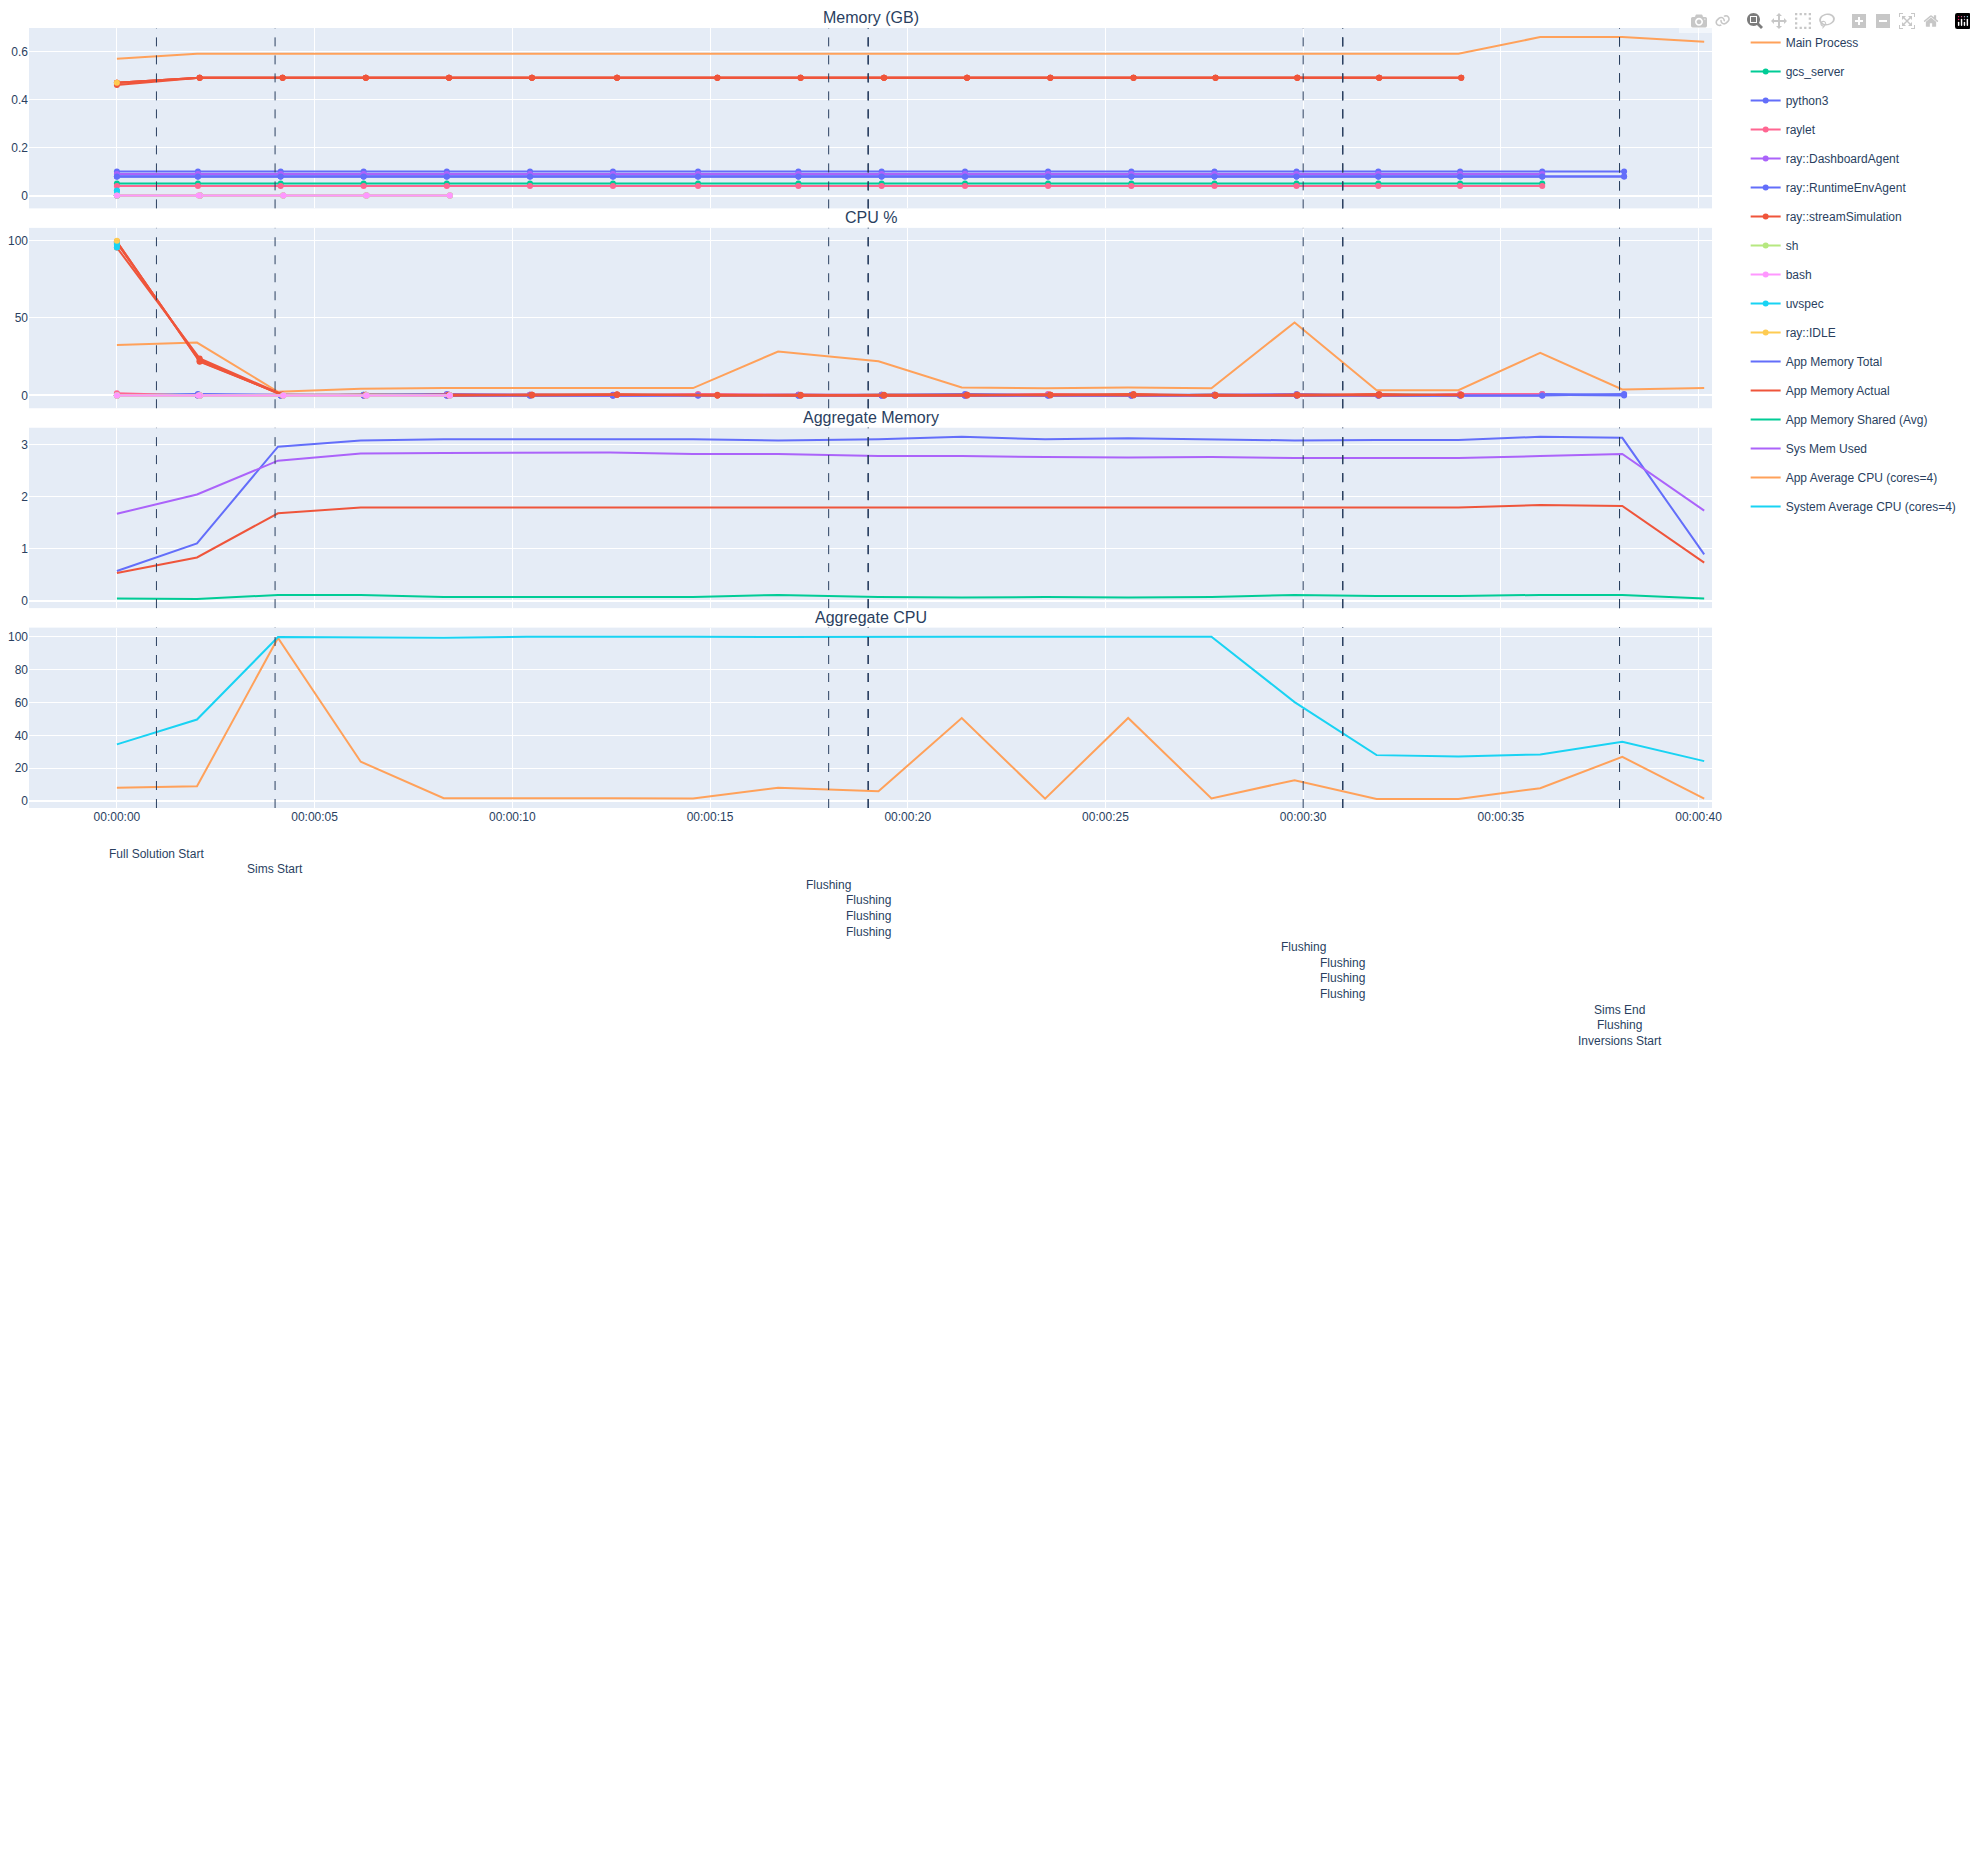 Memory (GB)
0.6
0.4
0.2
0
CPU %
100
50
0
Aggregate Memory
3
2
1
0
Aggregate CPU
100
80
60
40
20
0
00:00:00 00:00:05 00:00:10 00:00:15 00:00:20 00:00:25 00:00:30 00:00:35 00:00:40
Full Solution Start
Sims Start
Flushing
Flushing
Flushing
Flushing
Flushing
Flushing
Flushing
Flushing
Sims End
Flushing
Inversions Start
Main Process
gcs_server
python3
raylet
ray::DashboardAgent
ray::RuntimeEnvAgent
ray::streamSimulation
sh
bash
uvspec
ray::IDLE
App Memory Total
App Memory Actual
App Memory Shared (Avg)
Sys Mem Used
App Average CPU (cores=4)
System Average CPU (cores=4)